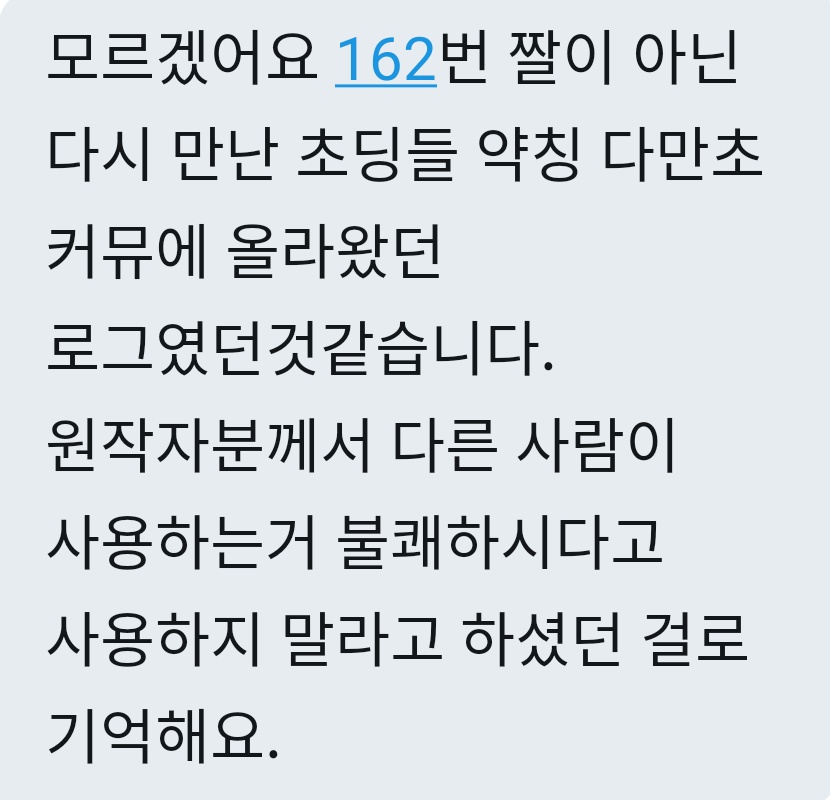 모르겠어요 162번 짤이 아닌
다시 만난 초딩들 약칭 다만초
커뮤에 올라왔던
로그였던것같습니다.
원작자분께서 다른 사람이
사용하는거 불쾌하시다고
사용하지 말라고 하셨던 걸로
기억해요.